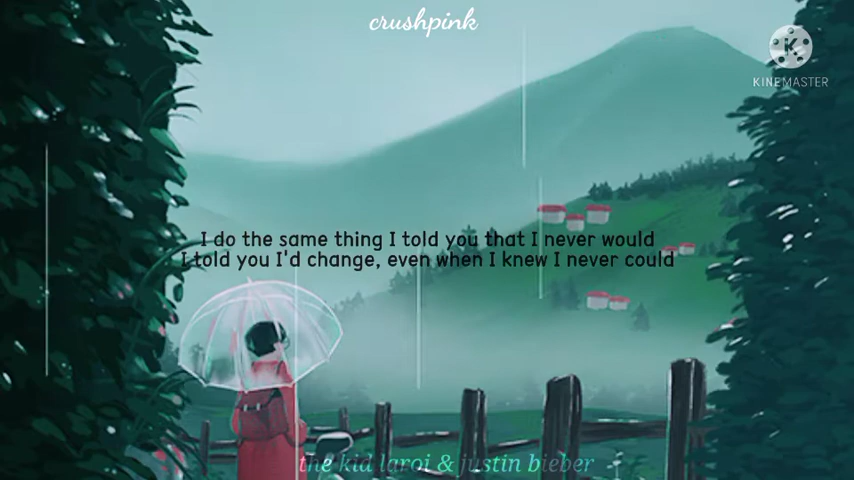 crushpink
KINEMASTER
I do the same thing I told you that I never would
I told you I'd change, even when I knew I never could
the kid laroi & justin bieber